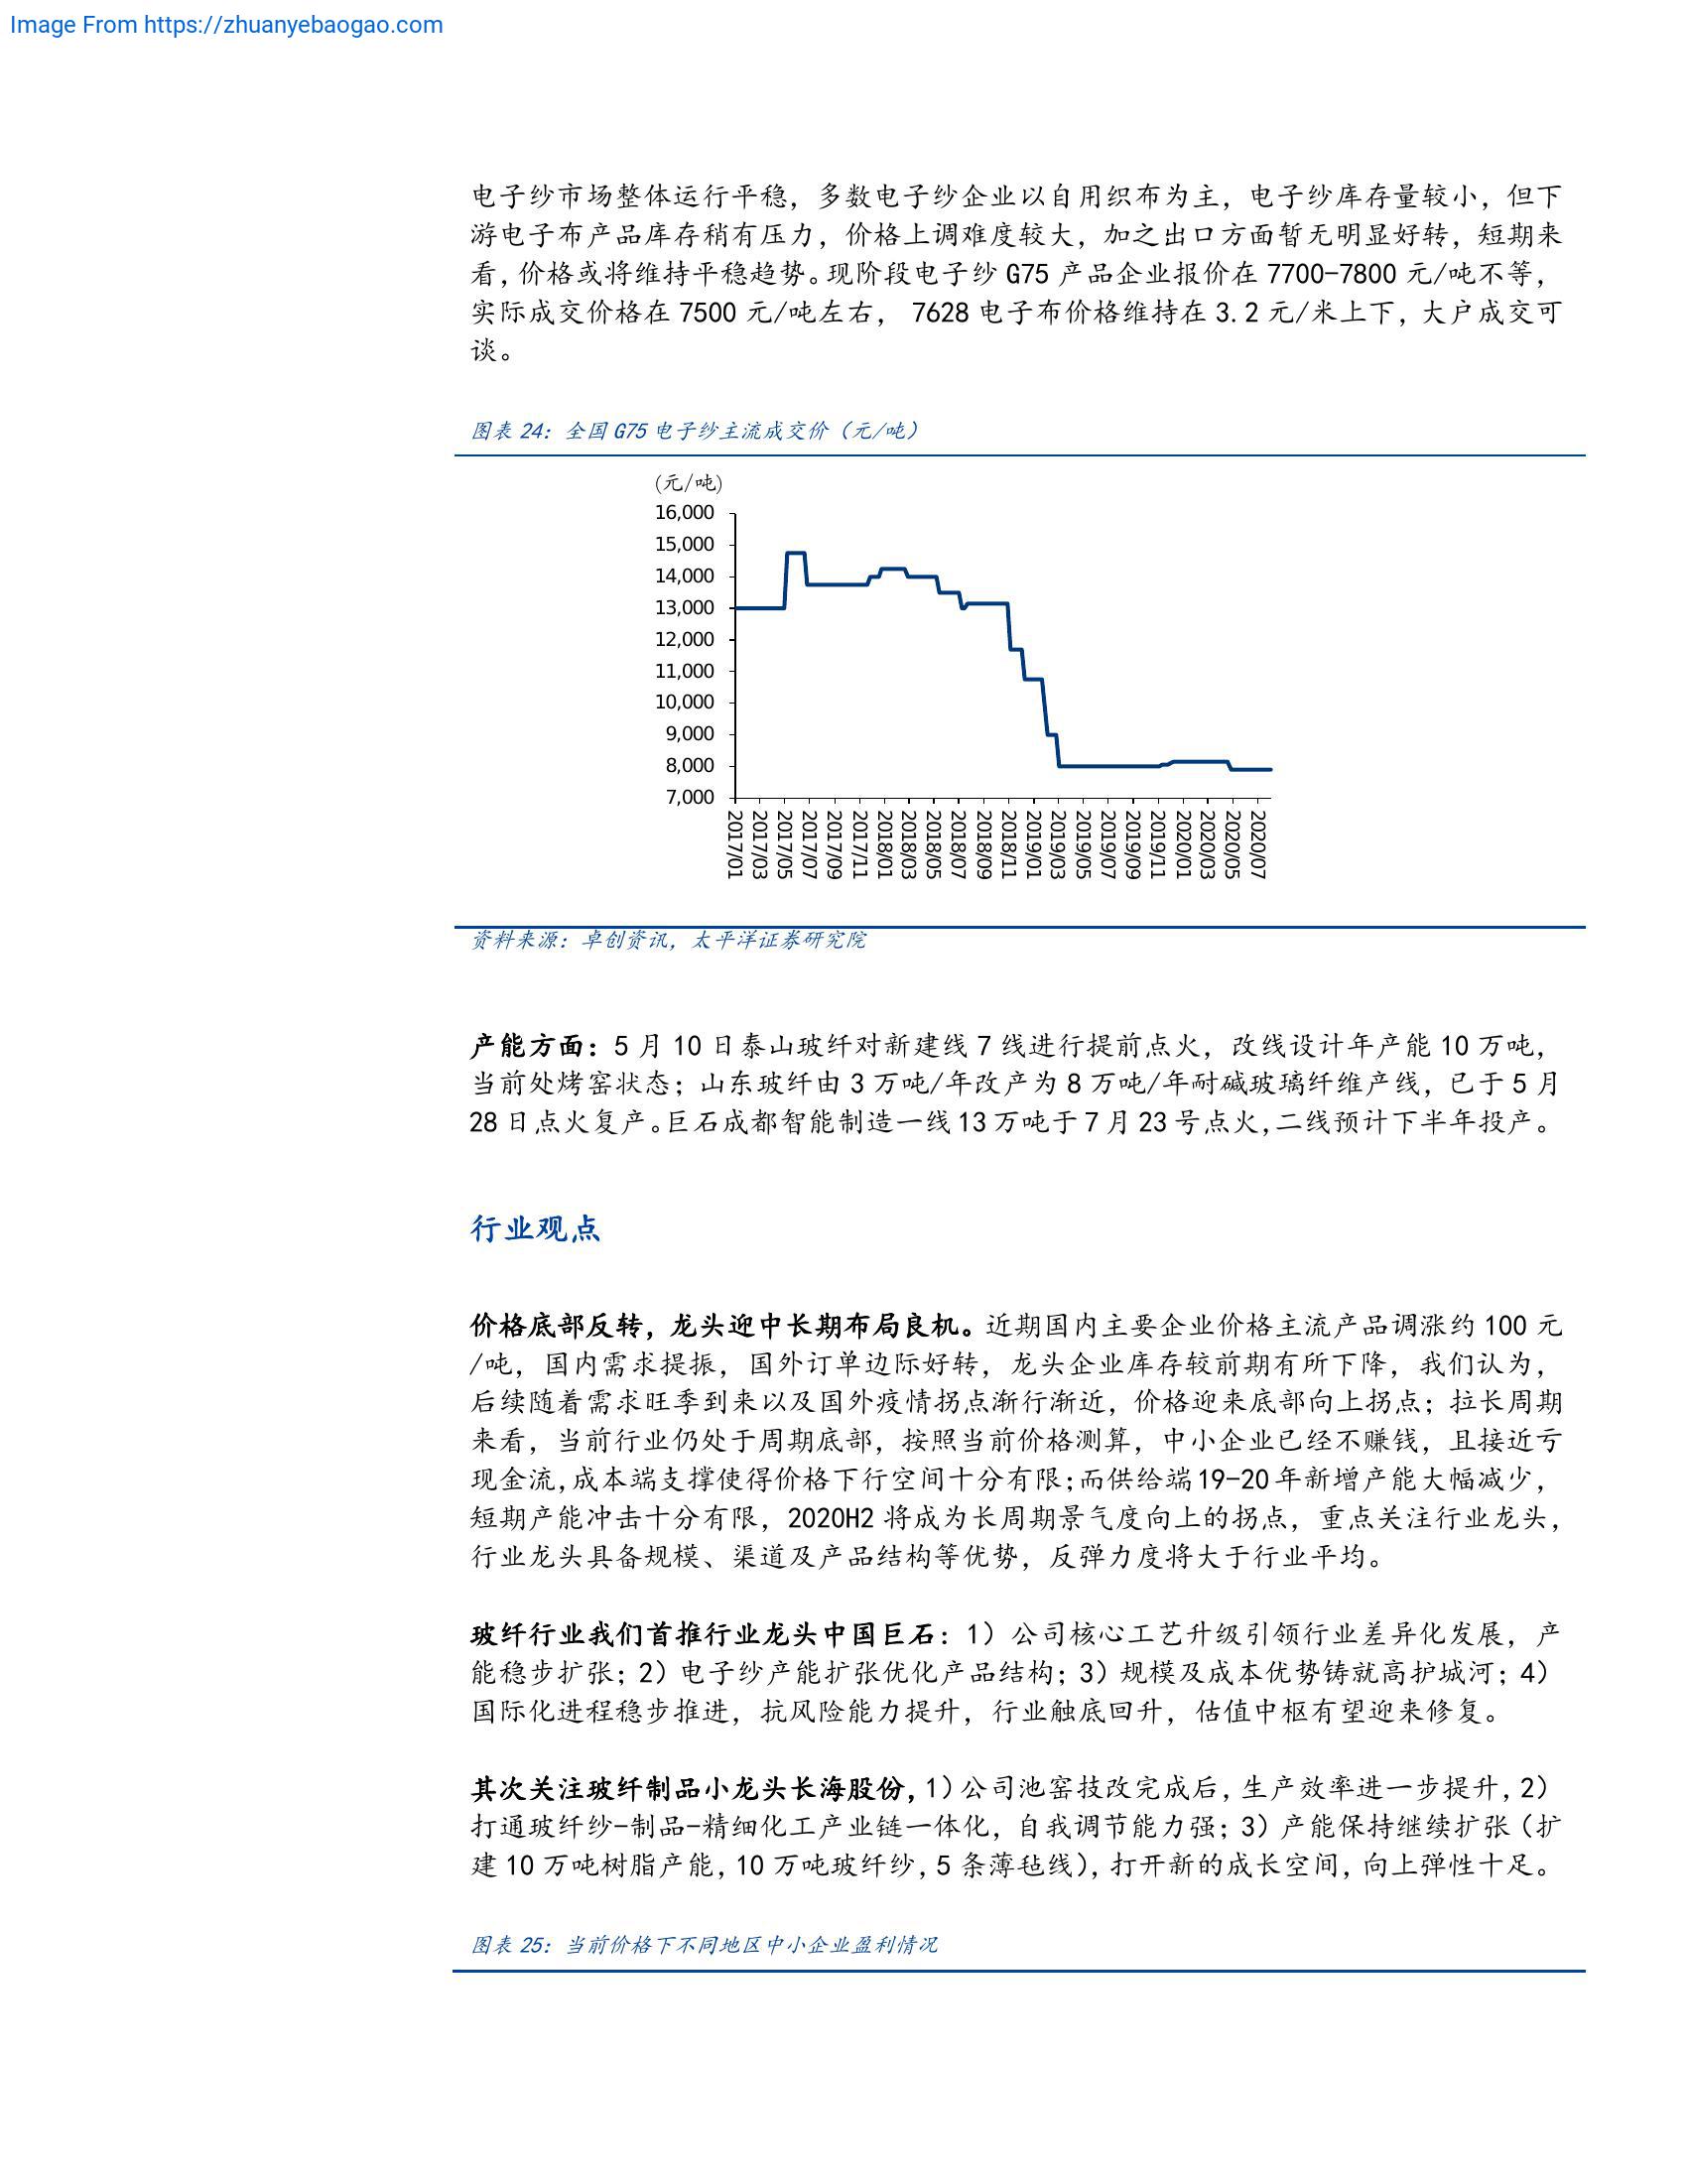 Image From https://zhuanyebaogao.com
电子纱市场整体运行平稳，多数电子纱企业以自用织布为主，电子纱库存量较小，但下
游电子布产品库存稍有压力，价格上调难度较大，加之出口方面暂无明显好转，短期来
看，价格或将维持平稳趋势。现阶段电子纱 G75 产品企业报价在 7700-7800 元/吨不等，
实际成交价格在 7500 元/吨左右， 7628 电子布价格维持在 3.2 元/米上下，大户成交可
谈。
图表 24：全国 G75 电子纱主流成交价（元/吨）
(元/吨)
16,000
15,000
14,000
13,000
12,000
11,000
10,000
9,000
8,000
7,000
2017/01
2017/03
2017/05
2017/07
2017/09
2017/11
2018/01
2018/03
2018/05
2018/07
2018/09
2018/11
2019/01
2019/03
2019/05
2019/07
2019/09
2019/11
2020/01
2020/03
2020/05
2020/07
资料来源：卓创资讯，太平洋证券研究院
产能方面：5 月 10 日泰山玻纤对新建线 7 线进行提前点火，改线设计年产能 10 万吨，
当前处烤窑状态；山东玻纤由 3 万吨/年改产为 8 万吨/年耐碱玻璃纤维产线，已于 5 月
28 日点火复产。巨石成都智能制造一线 13 万吨于 7 月 23 号点火，二线预计下半年投产。
行业观点
价格底部反转，龙头迎中长期布局良机。近期国内主要企业价格主流产品调涨约 100 元
/吨，国内需求提振，国外订单边际好转，龙头企业库存较前期有所下降，我们认为，
后续随着需求旺季到来以及国外疫情拐点渐行渐近，价格迎来底部向上拐点；拉长周期
来看，当前行业仍处于周期底部，按照当前价格测算，中小企业已经不赚钱，且接近亏
现金流，成本端支撑使得价格下行空间十分有限；而供给端 19-20 年新增产能大幅减少，
短期产能冲击十分有限，2020H2 将成为长周期景气度向上的拐点，重点关注行业龙头，
行业龙头具备规模、渠道及产品结构等优势，反弹力度将大于行业平均。
玻纤行业我们首推行业龙头中国巨石：1）公司核心工艺升级引领行业差异化发展，产
能稳步扩张；2）电子纱产能扩张优化产品结构；3）规模及成本优势铸就高护城河；4）
国际化进程稳步推进，抗风险能力提升，行业触底回升，估值中枢有望迎来修复。
其次关注玻纤制品小龙头长海股份，1）公司池窑技改完成后，生产效率进一步提升，2）
打通玻纤纱-制品-精细化工产业链一体化，自我调节能力强；3）产能保持继续扩张（扩
建 10 万吨树脂产能，10 万吨玻纤纱，5 条薄毡线），打开新的成长空间，向上弹性十足。
图表 25：当前价格下不同地区中小企业盈利情况